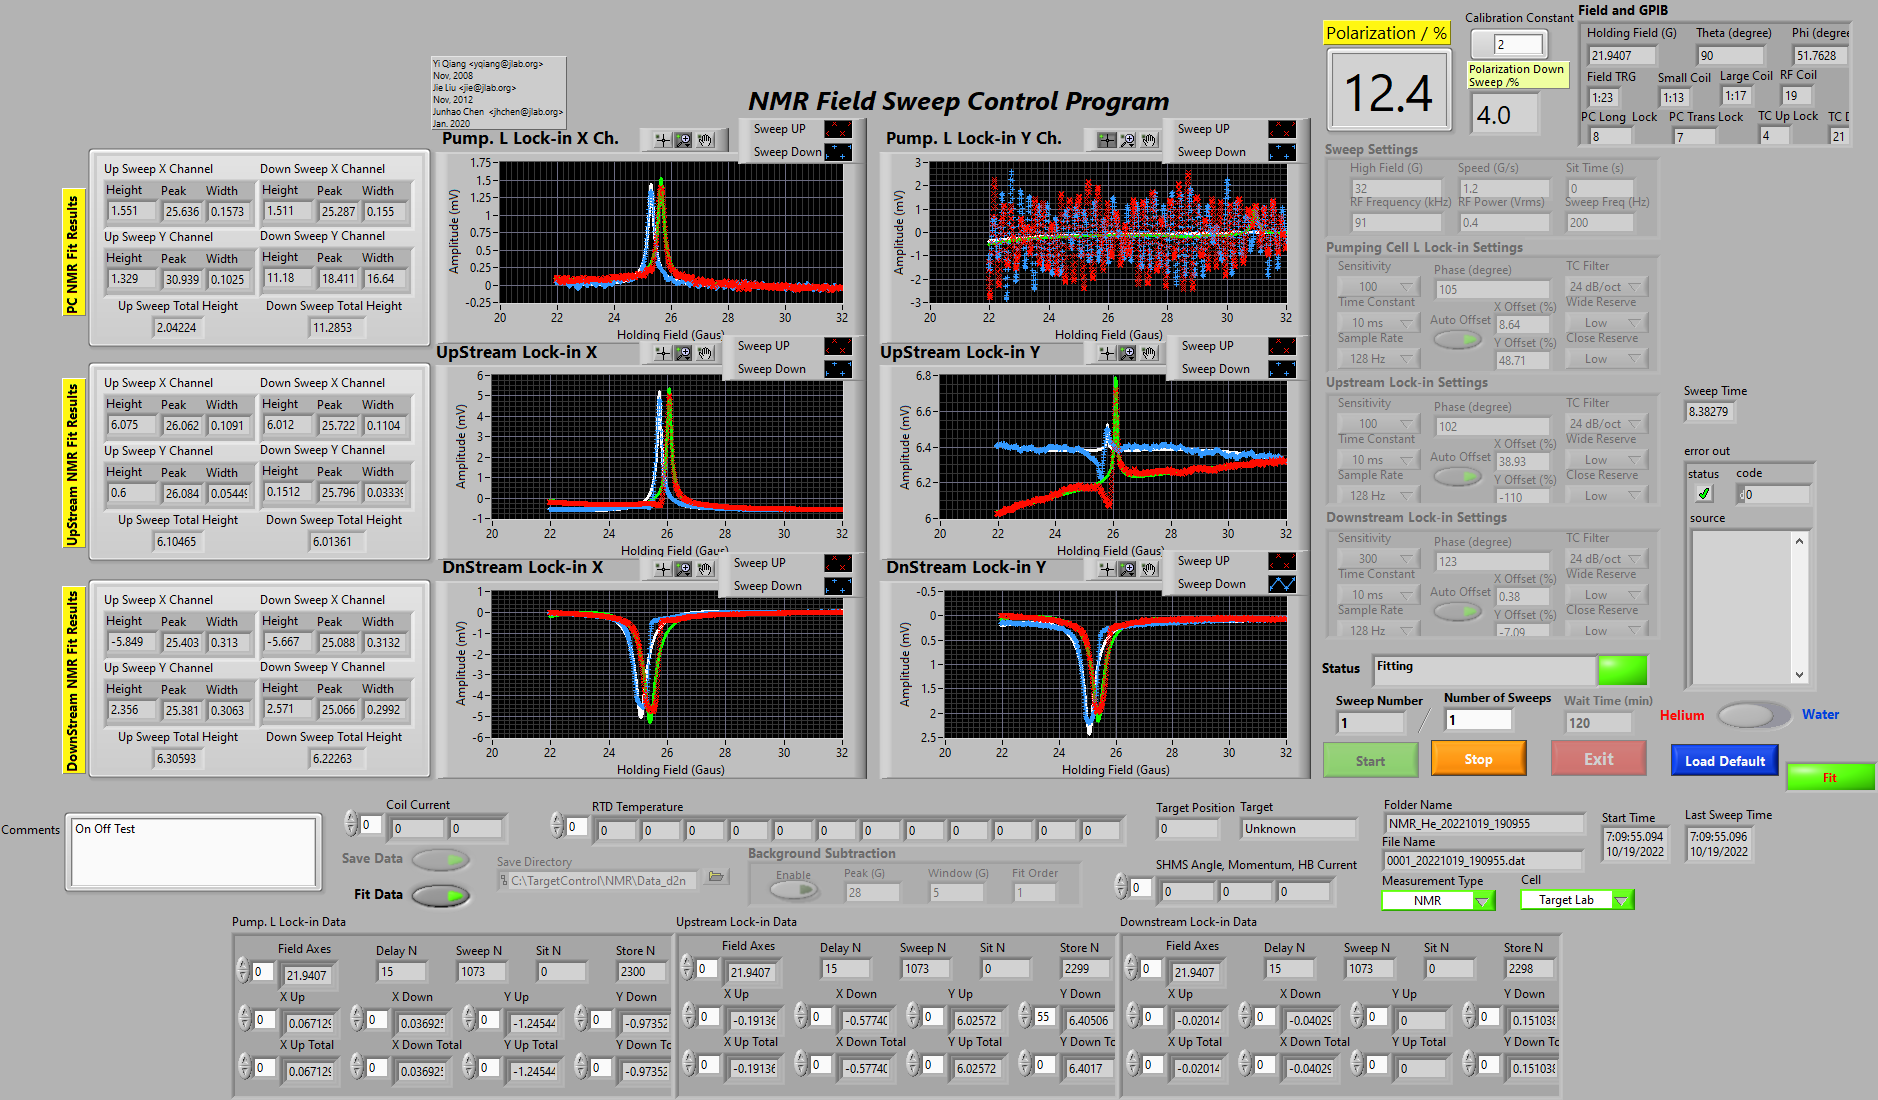 Yi Qiang <yqiang@jlab.org>
Nov, 2008
Jie Liu <jie@jlab.org>
Nov, 2012
Junhao Chen <jhchen@jlab.org>
Jan. 2020
NMR Field Sweep Control Program
Polarization / %
12.4
Calibration Constant
2
Polarization Down Sweep /%
4.0
Field and GPIB
Holding Field (G) Theta (degree) Phi (degree
21.9407 90 51.7628
Field TRG Small Coil Large Coil RF Coil
1:23 1:13 1:17 19
PC Long Lock PC Trans Lock TC Up Lock TC D
8 7 4 21
PC NMR Fit Results
Up Sweep X Channel Down Sweep X Channel
Height Peak Width Height Peak Width
1.551 25.636 0.1573 1.511 25.287 0.155
Up Sweep Y Channel Down Sweep Y Channel
Height Peak Width Height Peak Width
1.329 30.939 0.1025 11.18 18.411 16.64
Up Sweep Total Height Down Sweep Total Height
2.04224 11.2853
Pump. L Lock-in X Ch.
Sweep UP
Sweep Down
Amplitude (mV)
1.75
1.5
1.25
1
0.75
0.5
0.25
0
-0.25
20 22 24 26 28 30 32
Holding Field (Gaus)
Pump. L Lock-in Y Ch.
Sweep UP
Sweep Down
Amplitude (mV)
3
2
1
0
-1
-2
-3
20 22 24 26 28 30 32
Holding Field (Gaus)
UpStream NMR Fit Results
Up Sweep X Channel Down Sweep X Channel
Height Peak Width Height Peak Width
6.075 26.062 0.1091 6.012 25.722 0.1104
Up Sweep Y Channel Down Sweep Y Channel
Height Peak Width Height Peak Width
0.6 26.084 0.05449 0.1512 25.796 0.03339
Up Sweep Total Height Down Sweep Total Height
6.10465 6.01361
UpStream Lock-in X
Sweep UP
Sweep Down
Amplitude (mV)
6
5
4
3
2
1
0
-1
20 22 24 26 28 30 32
Holding Field (Gaus)
UpStream Lock-in Y
Sweep UP
Sweep Down
Amplitude (mV)
6.8
6.6
6.4
6.2
6
20 22 24 26 28 30 32
Holding Field (Gaus)
DownStream NMR Fit Results
Up Sweep X Channel Down Sweep X Channel
Height Peak Width Height Peak Width
-5.849 25.403 0.313 -5.667 25.088 0.3132
Up Sweep Y Channel Down Sweep Y Channel
Height Peak Width Height Peak Width
2.356 25.381 0.3063 2.571 25.066 0.2992
Up Sweep Total Height Down Sweep Total Height
6.30593 6.22263
DnStream Lock-in X
Sweep UP
Sweep Down
Amplitude (mV)
1
0
-1
-2
-3
-4
-5
-6
20 22 24 26 28 30 32
Holding Field (Gaus)
DnStream Lock-in Y
Sweep UP
Sweep Down
Amplitude (mV)
-0.5
0
0.5
1
1.5
2
2.5
20 22 24 26 28 30 32
Holding Field (Gaus)
Sweep Settings
High Field (G) Speed (G/s) Sit Time (s)
32 1.2 0
RF Frequency (kHz) RF Power (Vrms) Sweep Freq (Hz)
91 0.4 200
Pumping Cell L Lock-in Settings
Sensitivity Phase (degree) TC Filter
100 105 24 dB/oct
Time Constant X Offset (%) Wide Reserve
10 ms Auto Offset 8.64 Low
Sample Rate Y Offset (%) Close Reserve
128 Hz 48.71 Low
Upstream Lock-in Settings
Sensitivity Phase (degree) TC Filter
100 102 24 dB/oct
Time Constant X Offset (%) Wide Reserve
10 ms Auto Offset 38.93 Low
Sample Rate Y Offset (%) Close Reserve
128 Hz -110 Low
Downstream Lock-in Settings
Sensitivity Phase (degree) TC Filter
300 123 24 dB/oct
Time Constant X Offset (%) Wide Reserve
10 ms Auto Offset 0.38 Low
Sample Rate Y Offset (%) Close Reserve
128 Hz -7.09 Low
Sweep Time
8.38279
error out
status code
0
source
Status Fitting
Sweep Number Number of Sweeps Wait Time (min)
1 / 1 120
Helium Water
Start Stop Exit Load Default Fit
Comments On Off Test
Coil Current
0 0 0
Save Data
Fit Data
RTD Temperature
0 0 0 0 0 0 0 0 0 0 0 0 0
Save Directory
C:\TargetControl\NMR\Data_d2n
Background Subtraction
Enable Peak (G) Window (G) Fit Order
28 5 1
Target Position Target
0 Unknown
SHMS Angle, Momentum, HB Current
0 0 0 0
Folder Name
NMR_He_20221019_190955
File Name
0001_20221019_190955.dat
Measurement Type Cell
NMR Target Lab
Start Time Last Sweep Time
7:09:55.094 7:09:55.096
10/19/2022 10/19/2022
Pump. L Lock-in Data
Field Axes Delay N Sweep N Sit N Store N
0 21.9407 15 1073 0 2300
X Up X Down Y Up Y Down
0 0.067129 0 0.036925 0 -1.24544 0 -0.97352
X Up Total X Down Total Y Up Total Y Down To
0 0.067129 0 0.036925 0 -1.24544 0 -0.97352
Upstream Lock-in Data
Field Axes Delay N Sweep N Sit N Store N
0 21.9407 15 1073 0 2299
X Up X Down Y Up Y Down
0 -0.19136 0 -0.57740 0 6.02572 55 6.40506
X Up Total X Down Total Y Up Total Y Down To
0 -0.19136 0 -0.57740 0 6.02572 0 6.4017
Downstream Lock-in Data
Field Axes Delay N Sweep N Sit N Store N
0 21.9407 15 1073 0 2298
X Up X Down Y Up Y Down
0 -0.02014 0 -0.04029 0 0 0 0.151038
X Up Total X Down Total Y Up Total Y Down To
0 -0.02014 0 -0.04029 0 0 0 0.151038